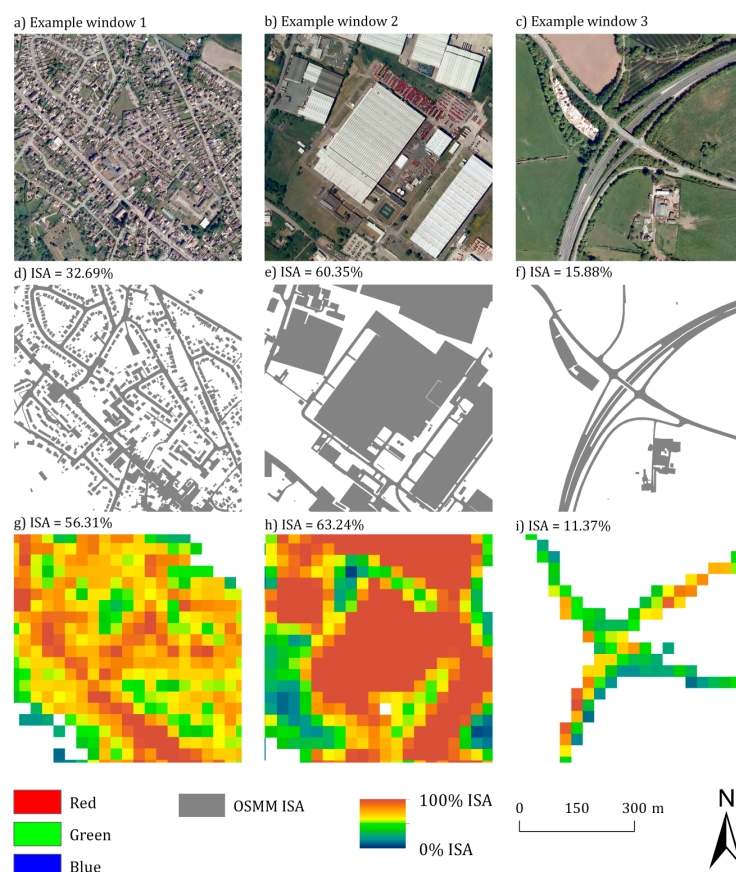 a) Example window 1
b) Example window 2
c) Example window 3
d) ISA = 32.69%
e) ISA = 60.35%
f) ISA = 15.88%
g) ISA = 56.31%
h) ISA = 63.24%
i) ISA = 11.37%
Red
Green
Blue
OSMM ISA
100% ISA
0% ISA
0 150 300 m
N